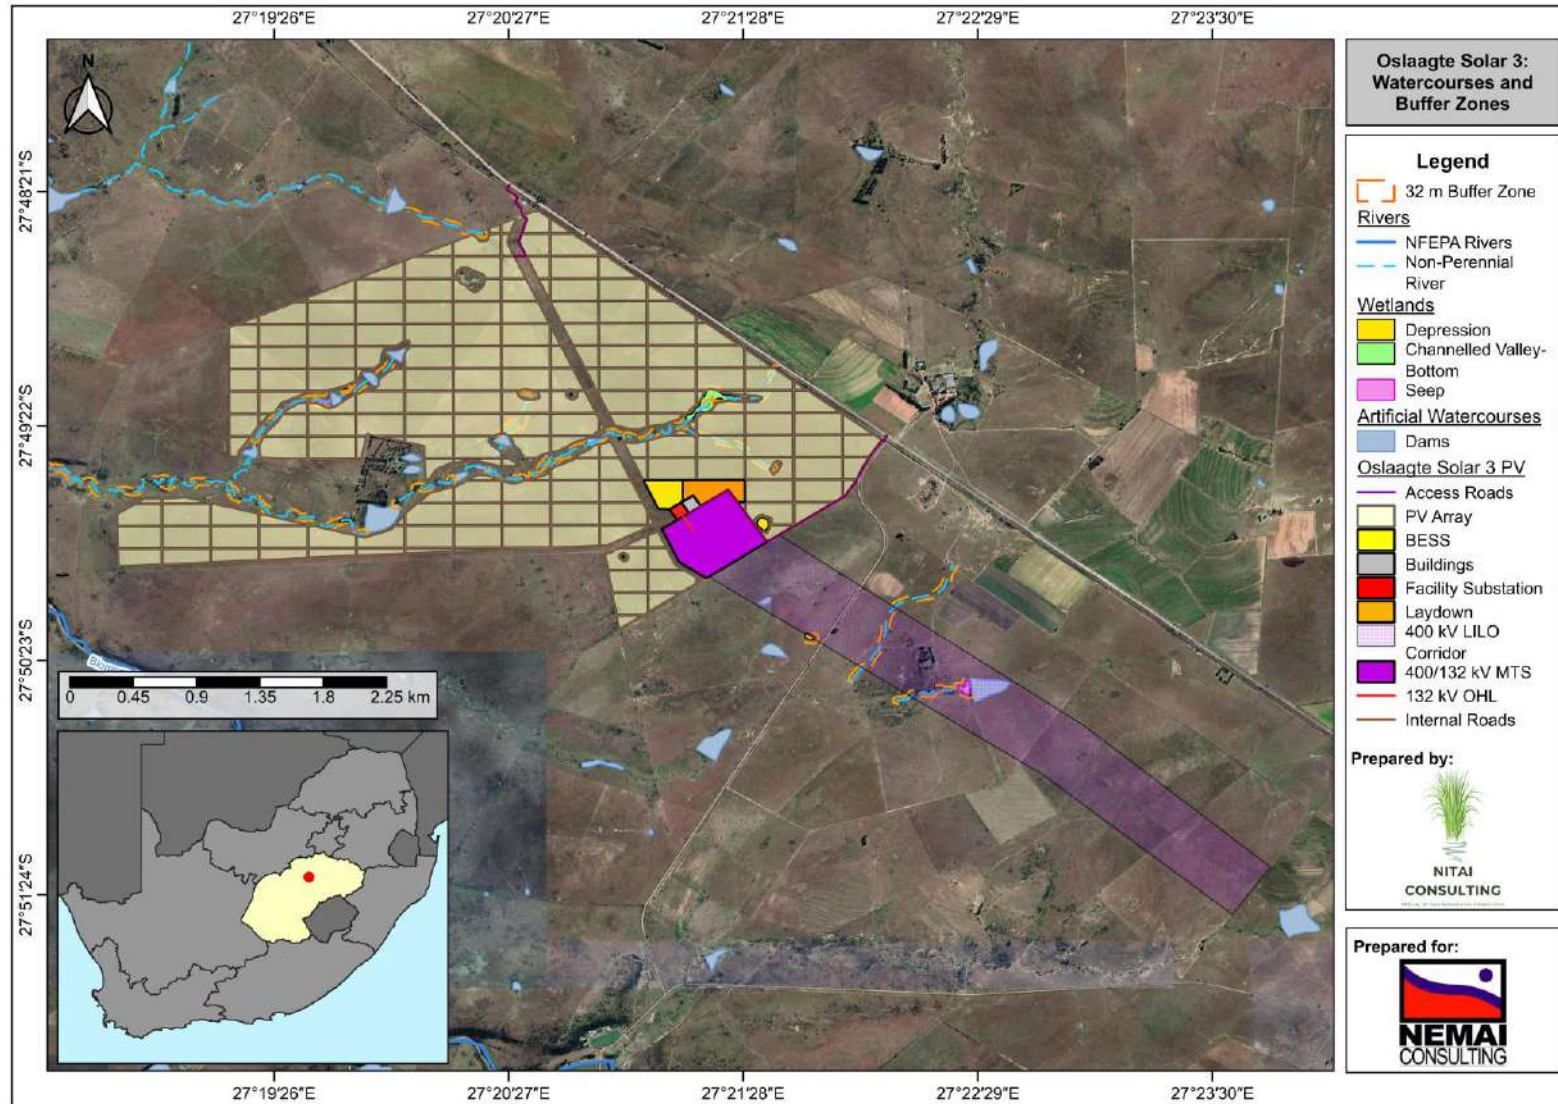 27°19'26"E
27°20'27"E
27°21'28"E
27°22'29"E
27°23'30"E
Oslaagte Solar 3:
Watercourses and
Buffer Zones
N
27°48'21"S
27°49'22"S
27°50'23"S
27°51'24"S
0 0.45 0.9 1.35 1.8 2.25 km
Legend
32 m Buffer Zone
Rivers
NFEPA Rivers
Non-Perennial
River
Wetlands
Depression
Channelled Valley-
Bottom
Seep
Artificial Watercourses
Dams
Oslaagte Solar 3 PV
Access Roads
PV Array
BESS
Buildings
Facility Substation
Laydown
400 kV LILO
Corridor
400/132 kV MTS
132 kV OHL
Internal Roads
Prepared by:
NITAI
CONSULTING
Prepared for:
NEMAI
CONSULTING
27°19'26"E
27°20'27"E
27°21'28"E
27°22'29"E
27°23'30"E